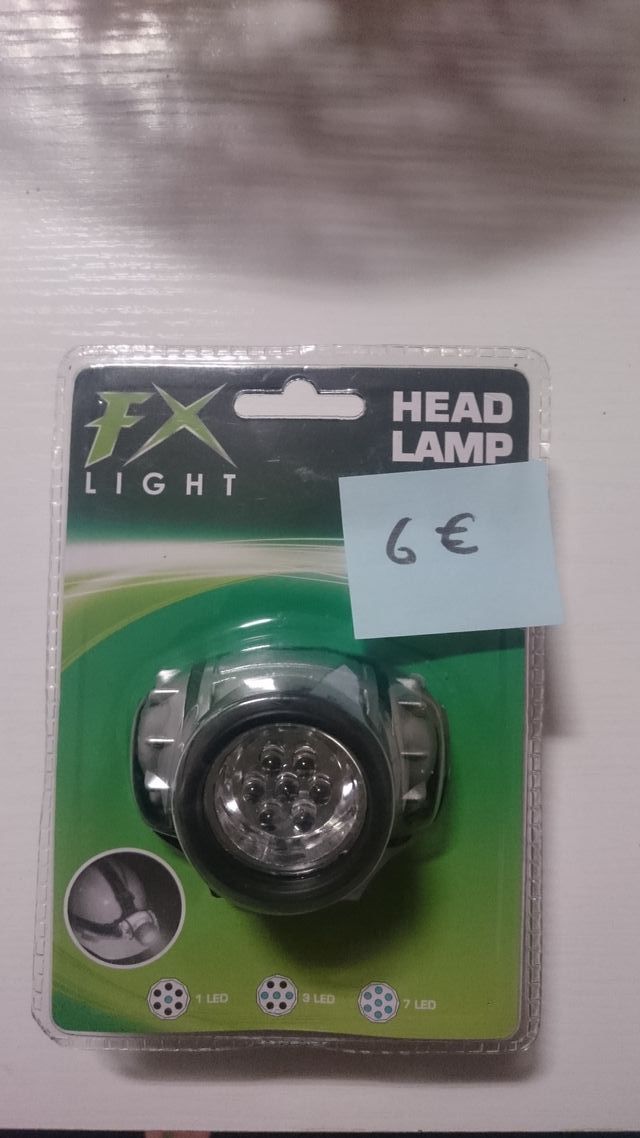 FX
LIGHT
HEAD
LAMP
6 €
1 LED
3 LED
7 LED